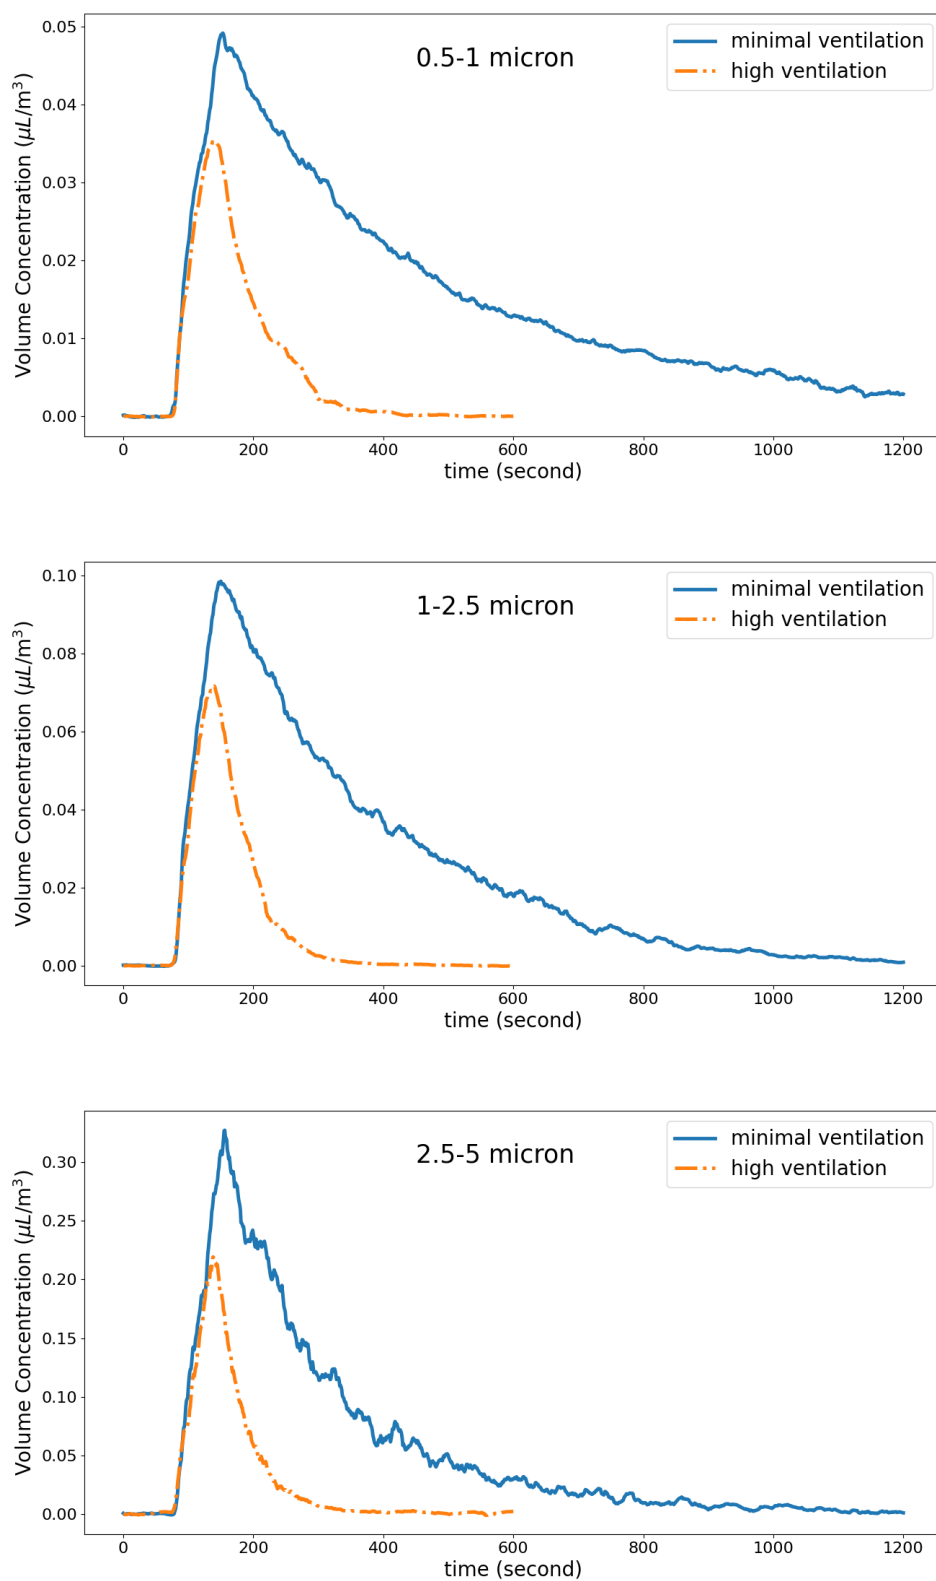 0.5-1 micron
minimal ventilation
high ventilation
Volume Concentration (μL/m³)
0.05
0.04
0.03
0.02
0.01
0.00
0 200 400 600 800 1000 1200
time (second)
1-2.5 micron
minimal ventilation
high ventilation
Volume Concentration (μL/m³)
0.10
0.08
0.06
0.04
0.02
0.00
0 200 400 600 800 1000 1200
time (second)
2.5-5 micron
minimal ventilation
high ventilation
Volume Concentration (μL/m³)
0.30
0.25
0.20
0.15
0.10
0.05
0.00
0 200 400 600 800 1000 1200
time (second)